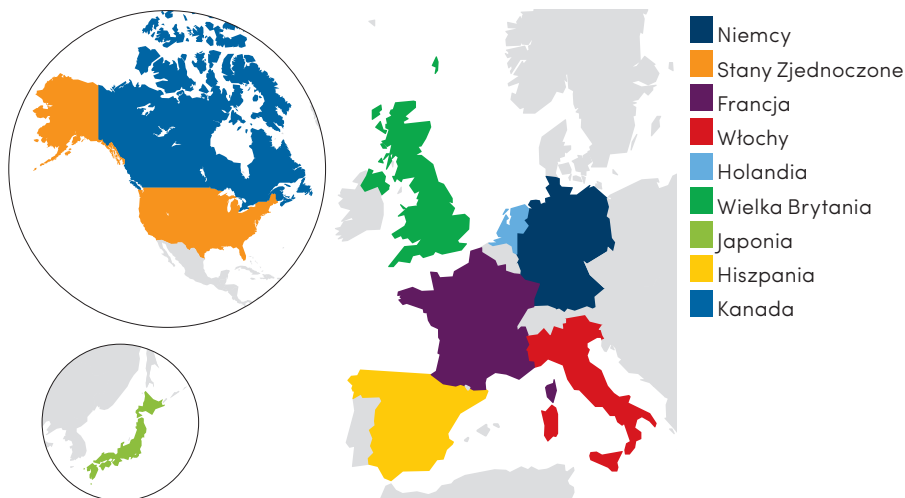 Niemcy
Stany Zjednoczone
Francja
Włochy
Holandia
Wielka Brytania
Japonia
Hiszpania
Kanada